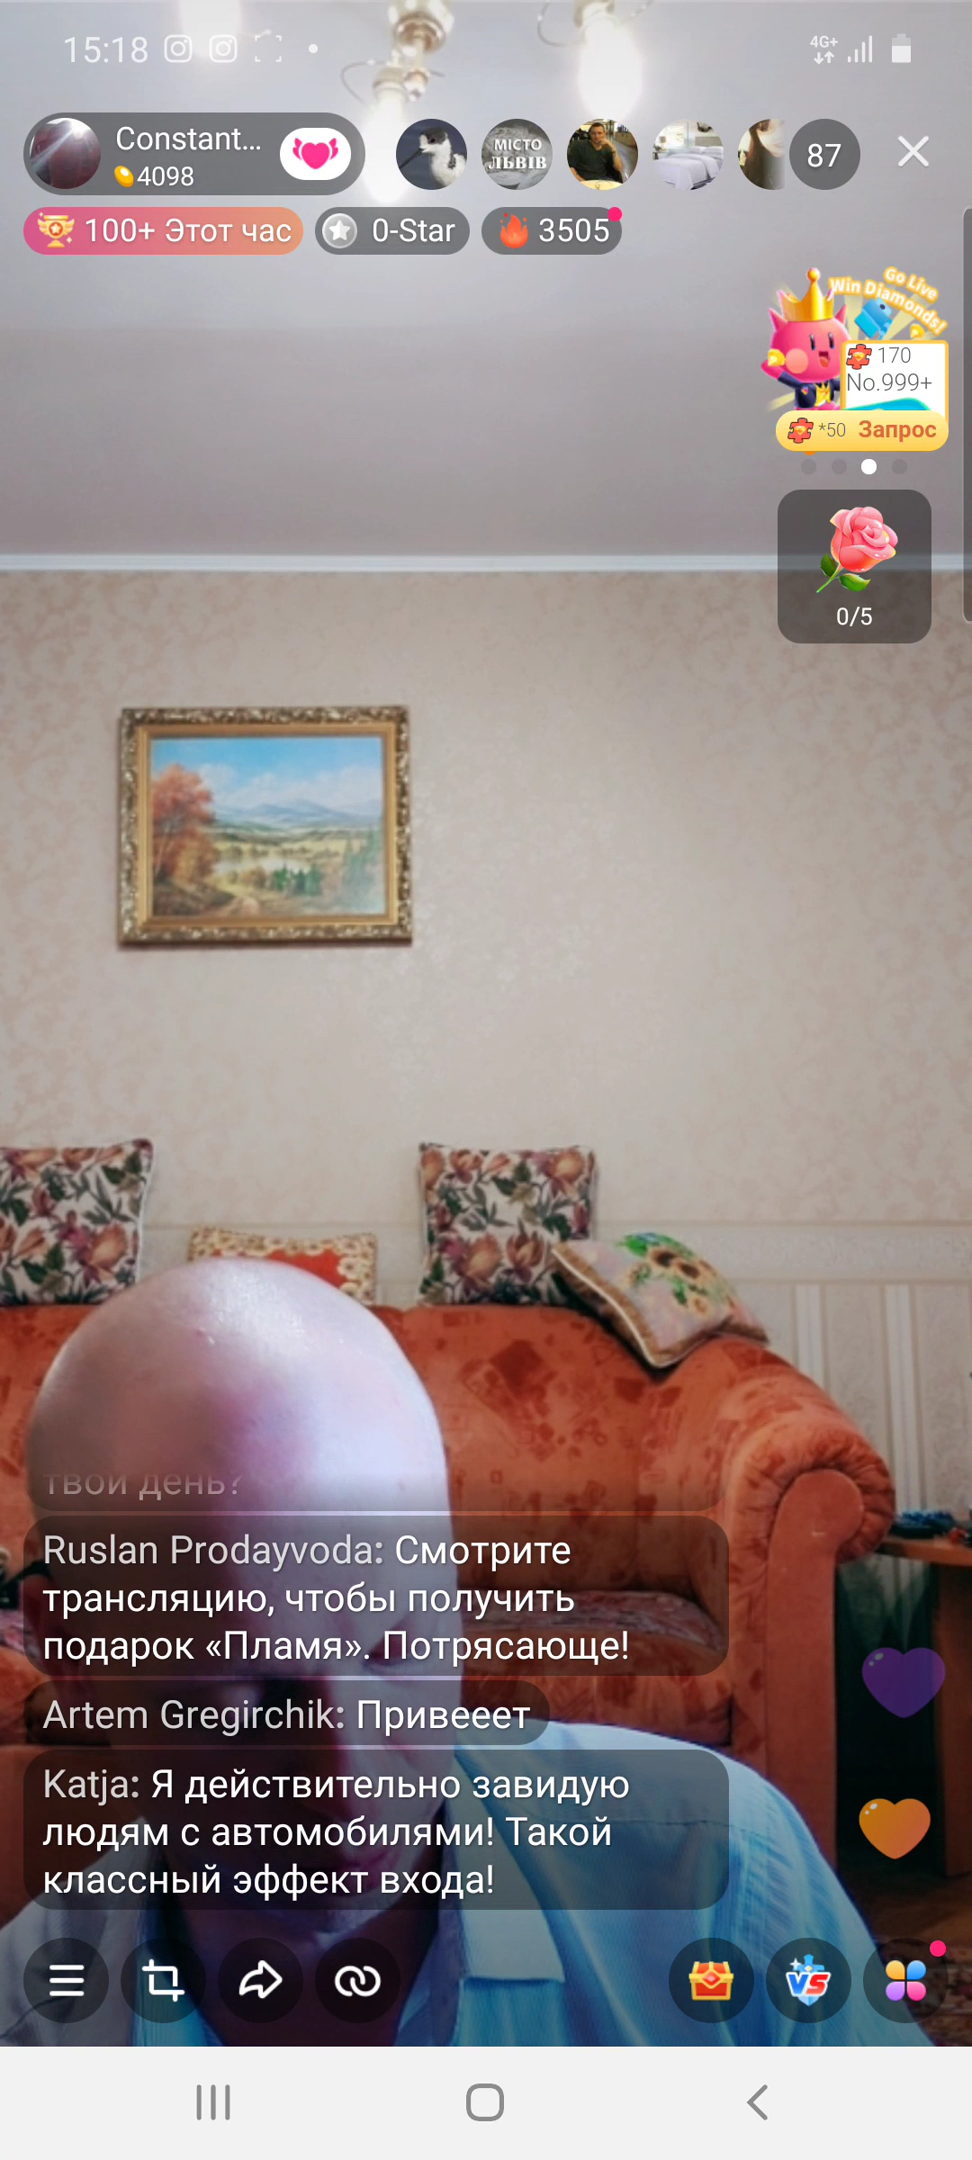 15:18
4G+
Constant...
4098
МІСТО
ЛЬВІВ
87
100+ Этот час
0-Star
3505
Go Live
Win Diamonds!
170
No.999+
*50 Запрос
0/5
твой день?
Ruslan Prodayvoda: Смотрите
трансляцию, чтобы получить
подарок «Пламя». Потрясающе!
Artem Gregirchik: Привееет
Katja: Я действительно завидую
людям с автомобилями! Такой
классный эффект входа!
VS